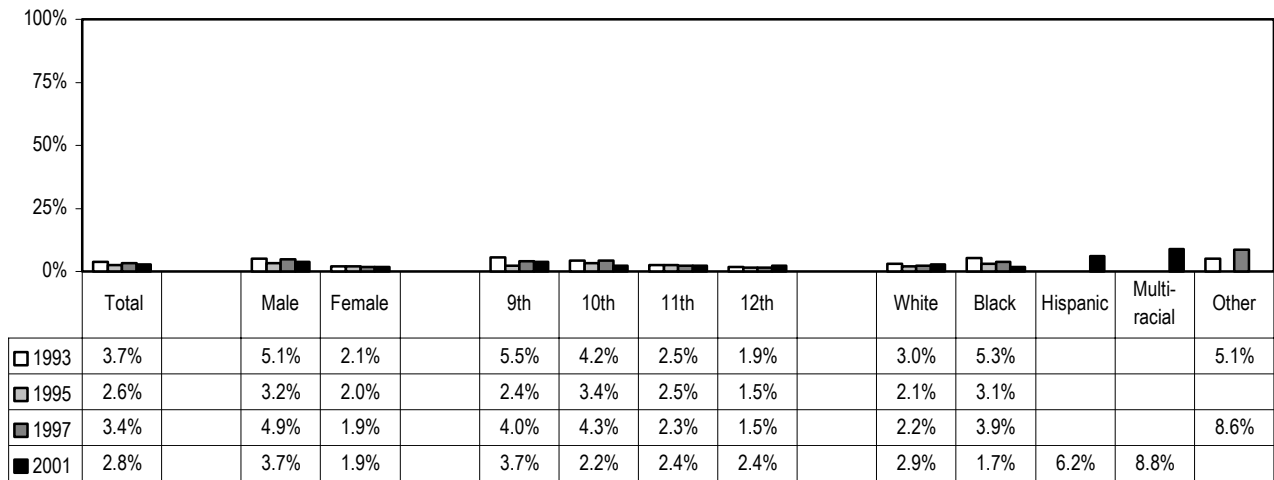 100%
75%
50%
25%
0%
Total Male Female 9th 10th 11th 12th White Black Hispanic Multi-racial Other
1993 3.7% 5.1% 2.1% 5.5% 4.2% 2.5% 1.9% 3.0% 5.3% 5.1%
1995 2.6% 3.2% 2.0% 2.4% 3.4% 2.5% 1.5% 2.1% 3.1%
1997 3.4% 4.9% 1.9% 4.0% 4.3% 2.3% 1.5% 2.2% 3.9% 8.6%
2001 2.8% 3.7% 1.9% 3.7% 2.2% 2.4% 2.4% 2.9% 1.7% 6.2% 8.8%